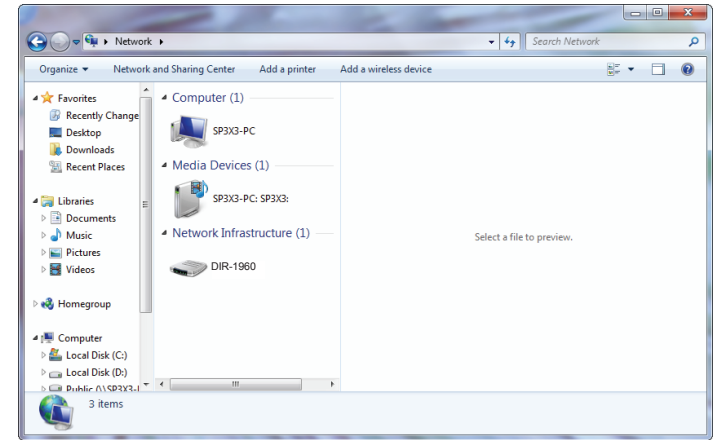 Network
Search Network
Organize Network and Sharing Center Add a printer Add a wireless device
Favorites
Recently Change
Desktop
Downloads
Recent Places
Libraries
Documents
Music
Pictures
Videos
Homegroup
Computer
Local Disk (C:)
Local Disk (D:)
Public (\\SP3X3-
Computer (1)
SP3X3-PC
Media Devices (1)
SP3X3-PC: SP3X3:
Network Infrastructure (1)
DIR-1960
Select a file to preview.
3 items